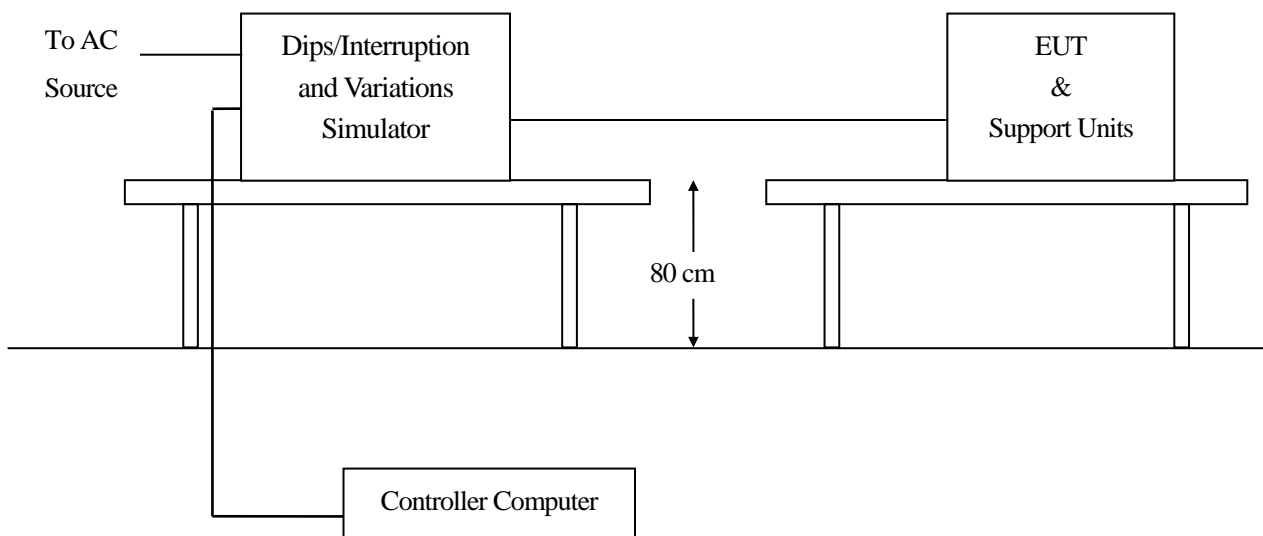 To AC
Source
Dips/Interruption
and Variations
Simulator
EUT
&
Support Units
80 cm
Controller Computer